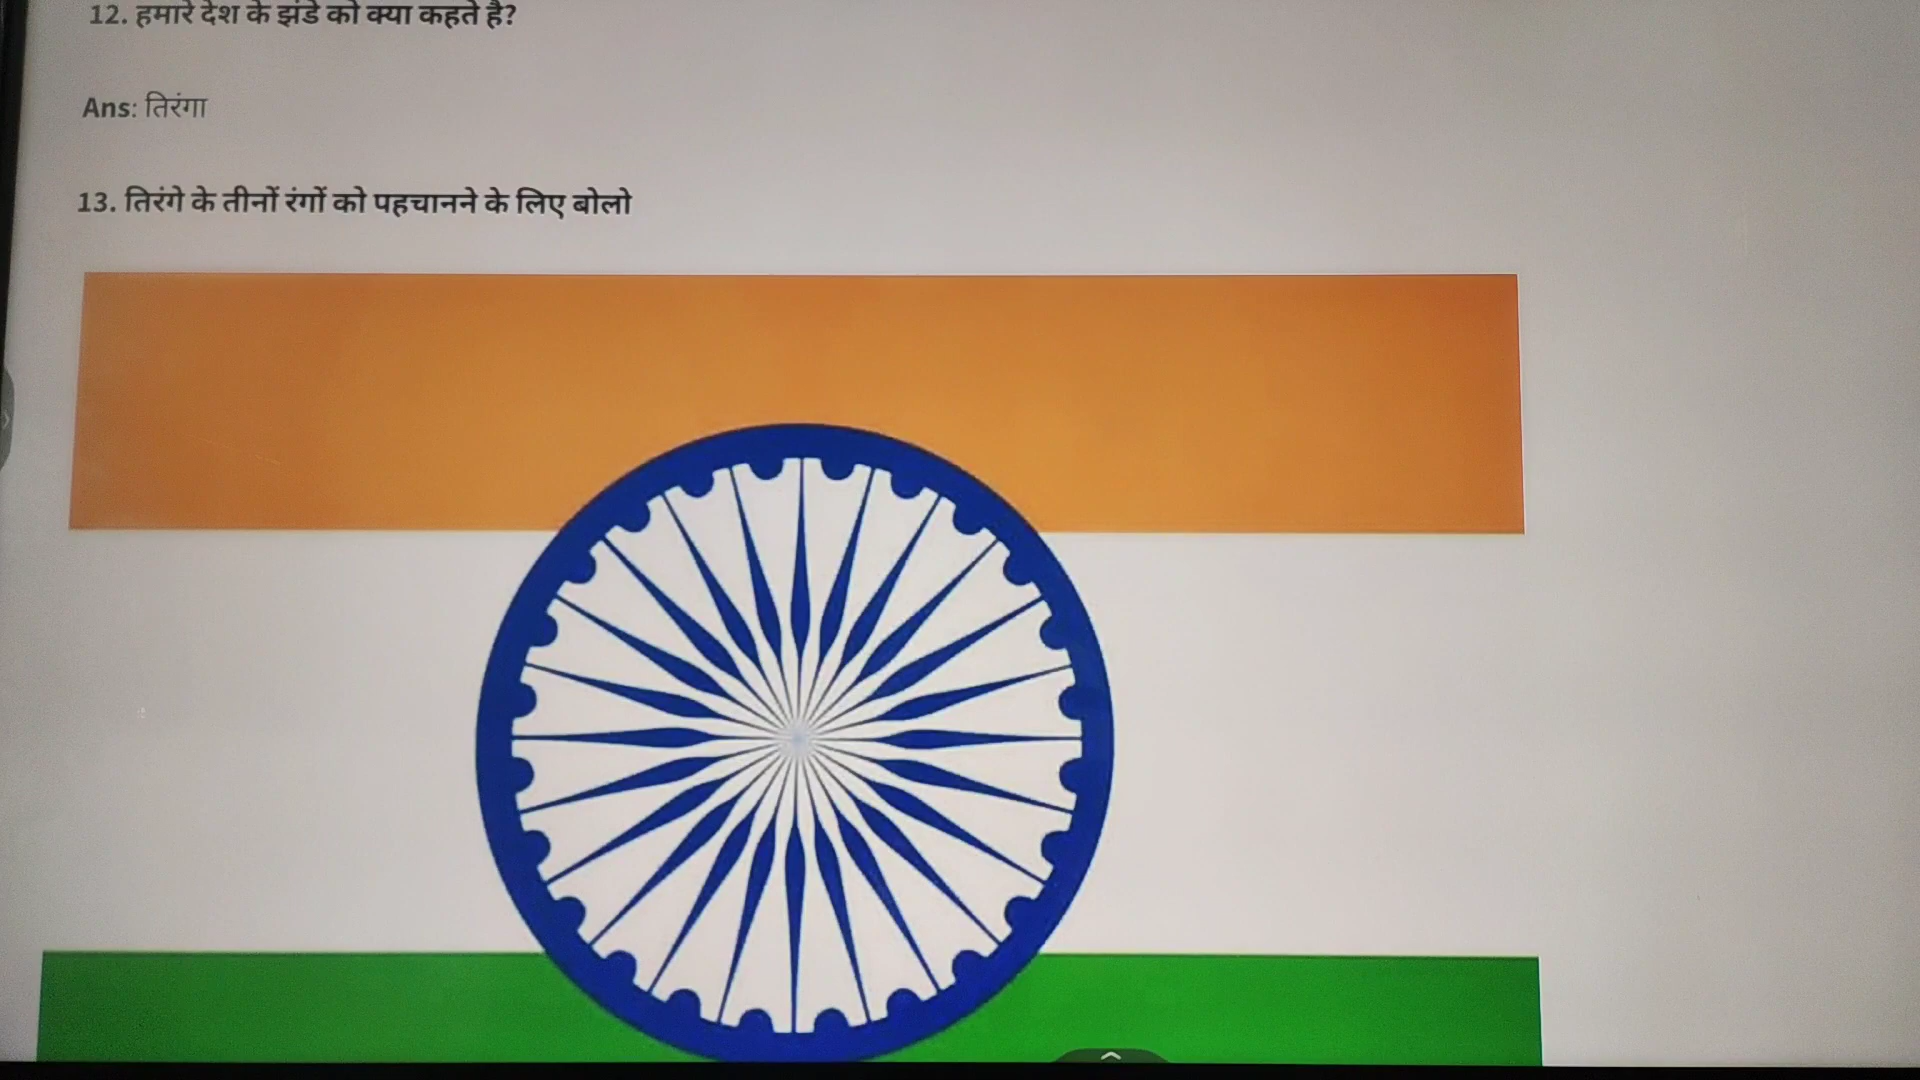 12. हमारे देश के झंडे को क्या कहते है?
Ans: तिरंगा
13. तिरंगे के तीनों रंगों को पहचानने के लिए बोलो